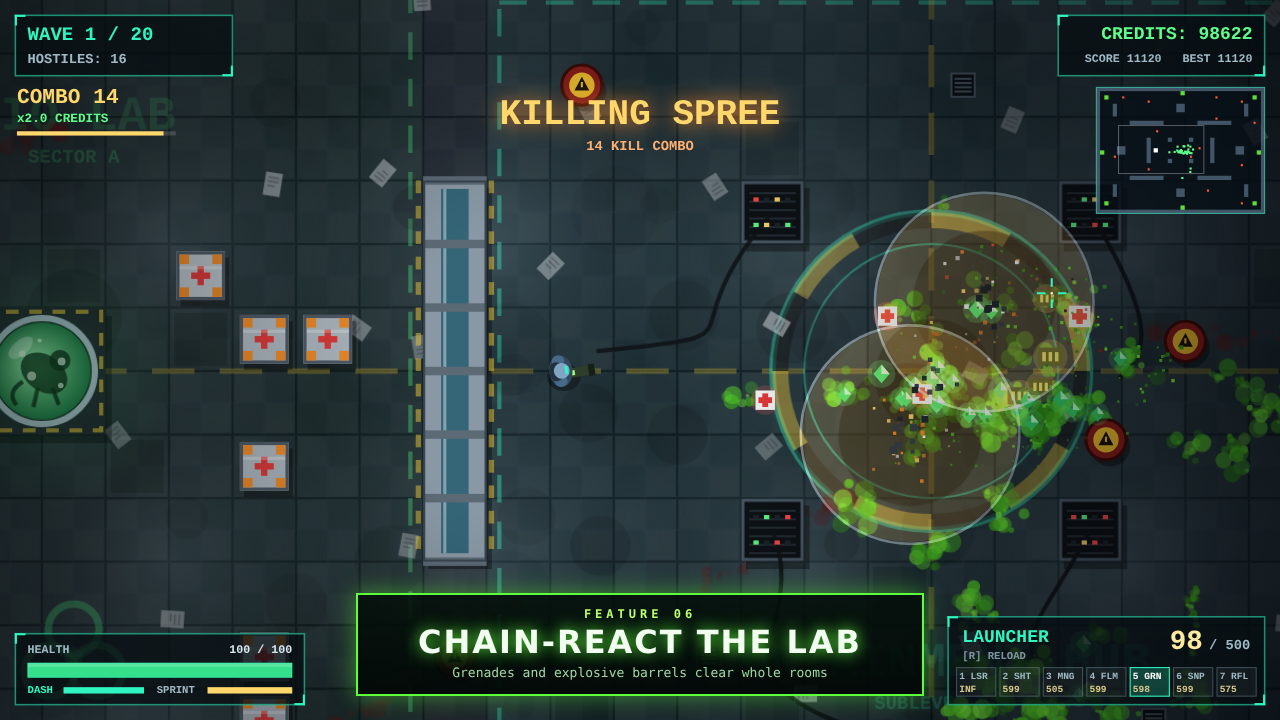 WAVE 1 / 20
HOSTILES: 16
COMBO 14
x2.0 CREDITS
LAB
SECTOR A
KILLING SPREE
14 KILL COMBO
CREDITS: 98622
SCORE 11120 BEST 11120
FEATURE 06
CHAIN-REACT THE LAB
Grenades and explosive barrels clear whole rooms
HEALTH 100 / 100
DASH SPRINT
LAUNCHER 98 / 500
[R] RELOAD
1 LSR 2 SHT 3 MNG 4 FLM 5 GRN 6 SNP 7 RFL
INF 599 505 599 598 599 575